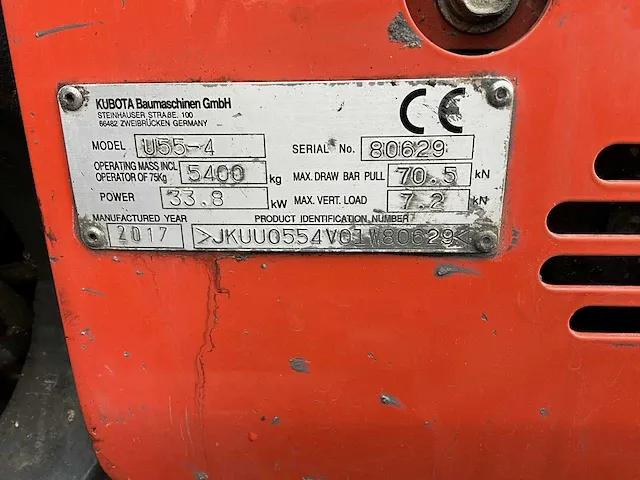 KUBOTA Baumaschinen GmbH
STEINHAUSER STRAßE. 100
66482 ZWEIBRÜCKEN GERMANY
CE
MODEL U55-4 SERIAL No. 80629
OPERATING MASS INCL OPERATOR OF 75Kg 5400 kg MAX. DRAW BAR PULL 70.5 kN
POWER 33.8 kW MAX. VERT. LOAD 7.2 kN
MANUFACTURED YEAR PRODUCT IDENTIFICATION NUMBER
2017 >JKUU0554V01W80629<